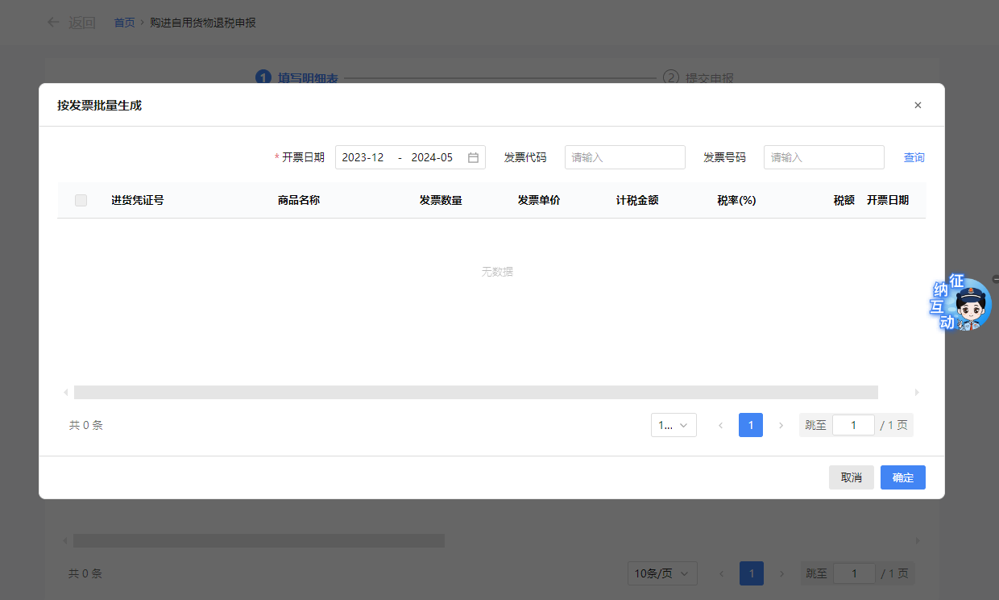 返回 首页 > 购进自用货物退税申报
1 填写明细表 2 提交申报
按发票批量生成
* 开票日期 2023-12 - 2024-05 发票代码 请输入 发票号码 请输入 查询
进货凭证号 商品名称 发票数量 发票单价 计税金额 税率(%) 税额 开票日期
无数据
征纳互动
共 0 条 1... < 1 > 跳至 1 / 1 页
取消 确定
共 0 条 10条/页 < 1 > 跳至 1 / 1 页